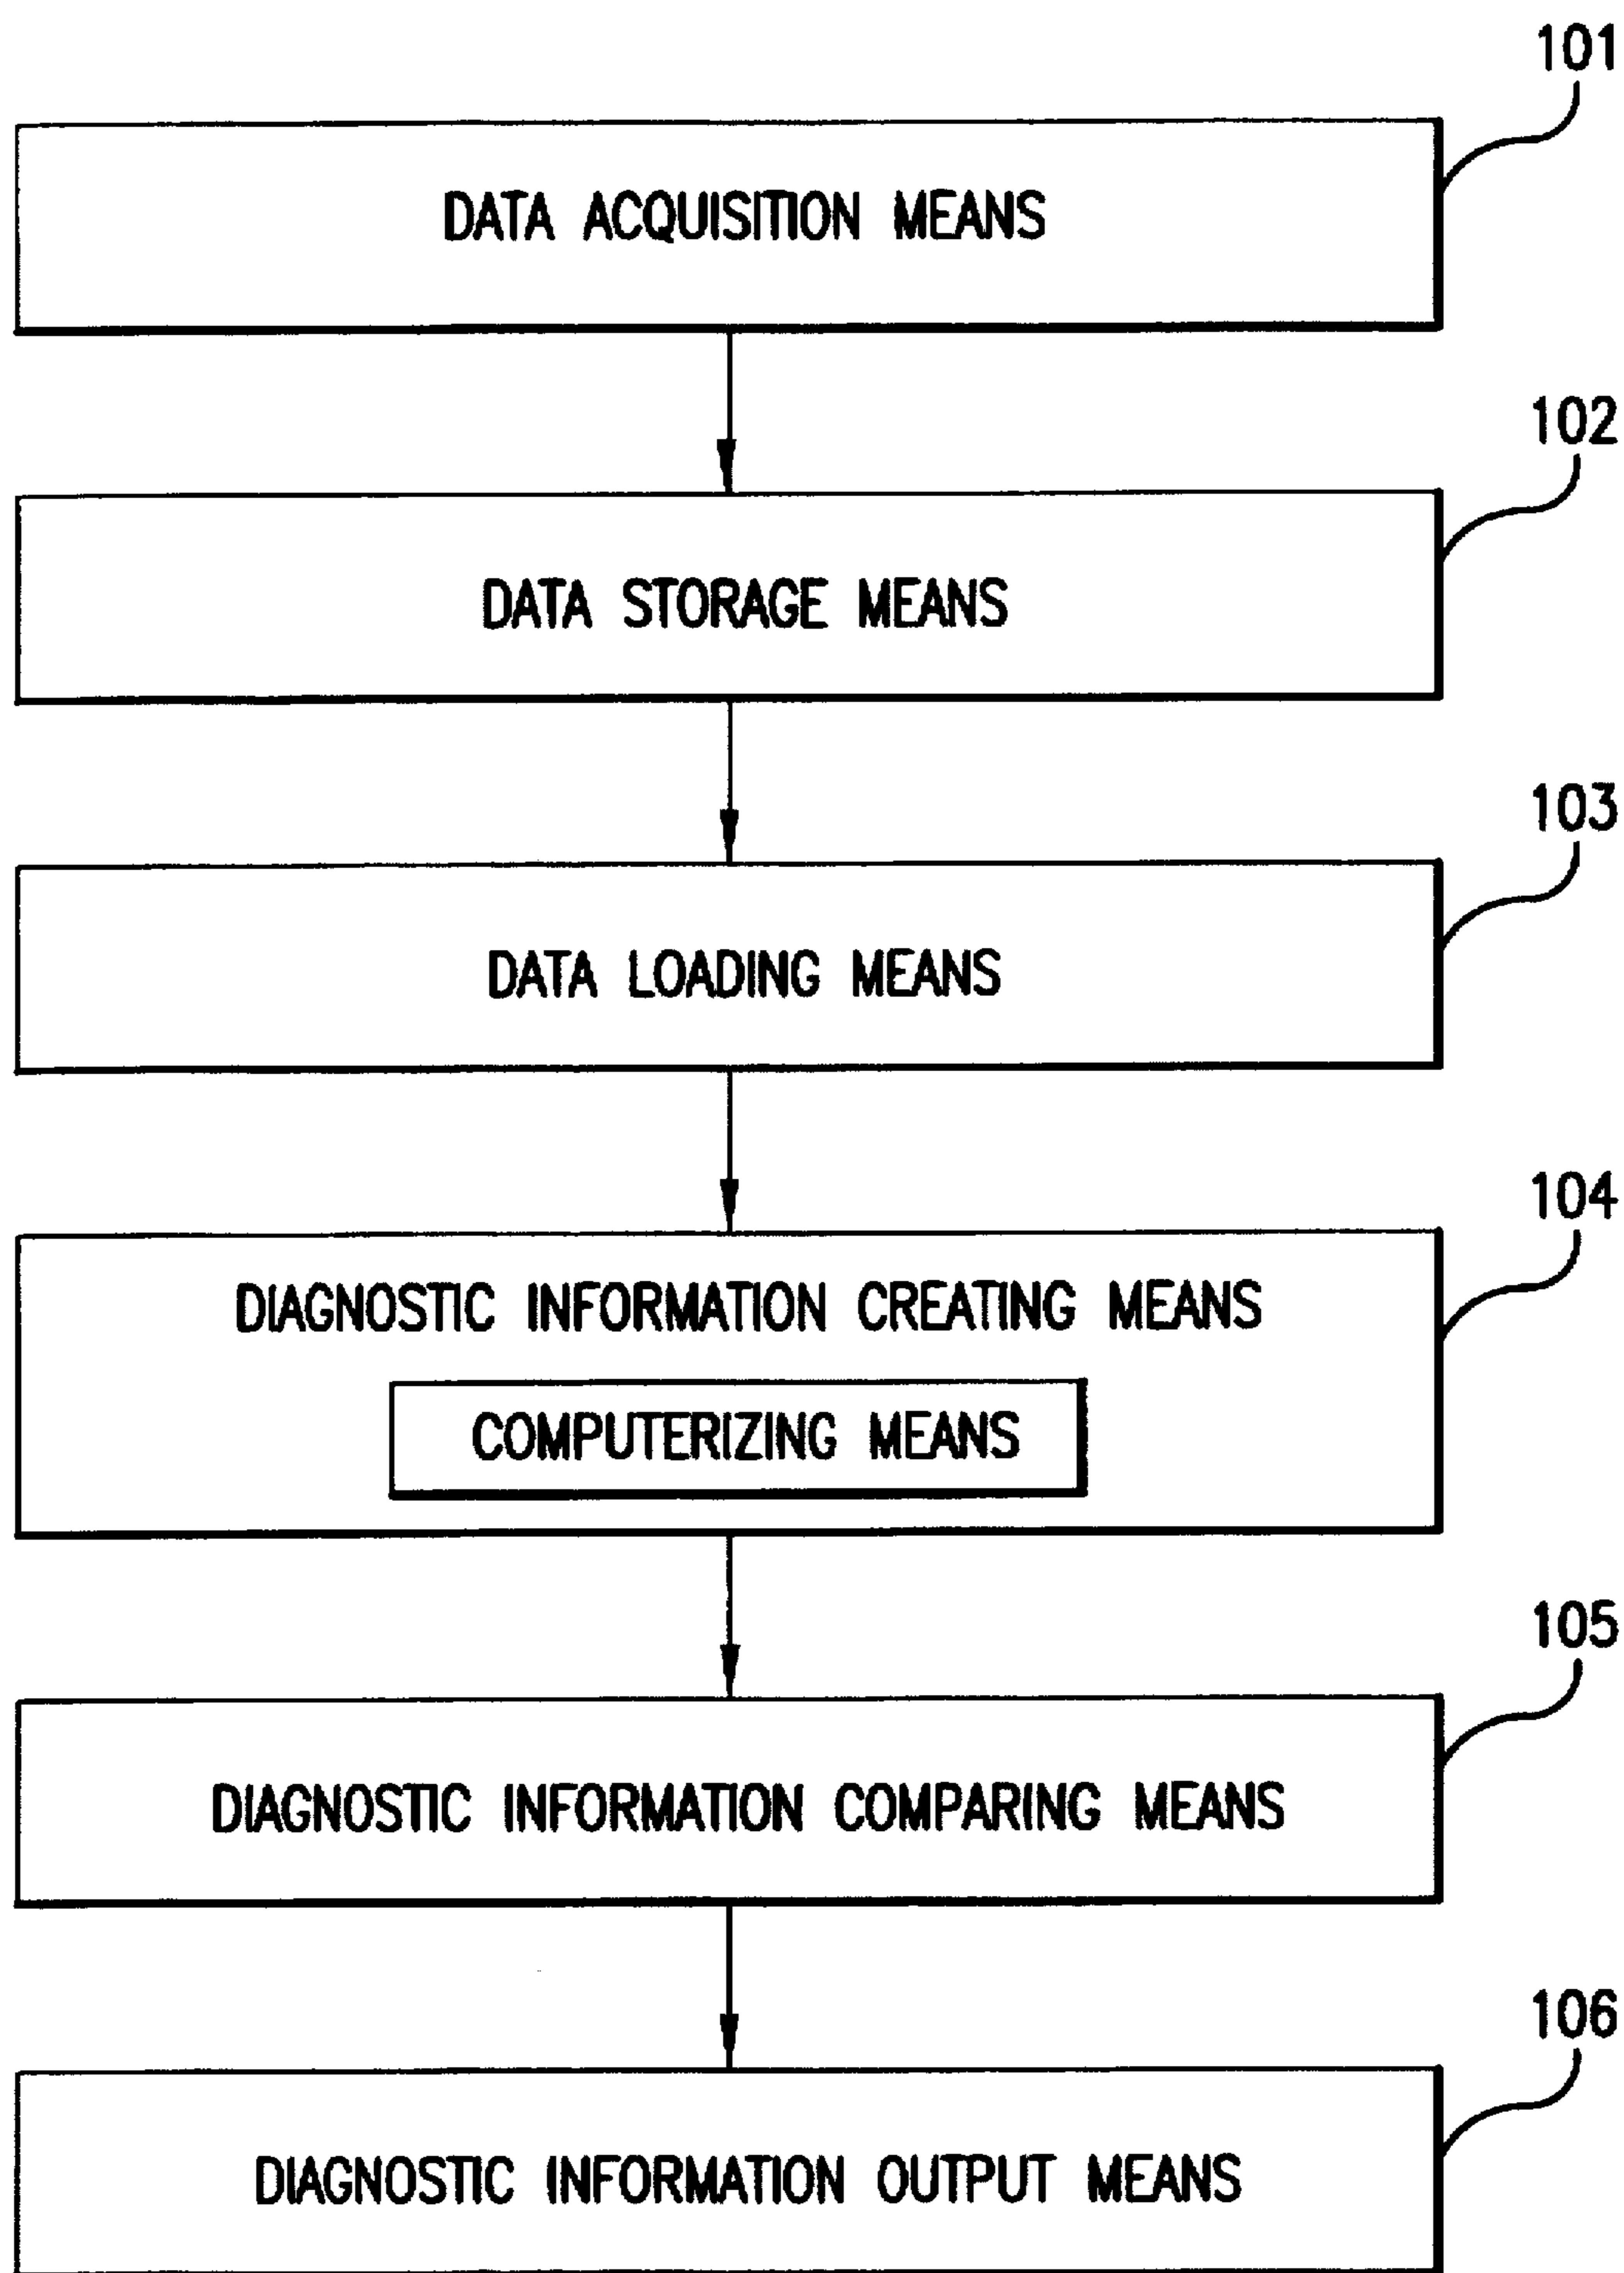 101
DATA ACQUISITION MEANS
102
DATA STORAGE MEANS
103
DATA LOADING MEANS
104
DIAGNOSTIC INFORMATION CREATING MEANS
COMPUTERIZING MEANS
105
DIAGNOSTIC INFORMATION COMPARING MEANS
106
DIAGNOSTIC INFORMATION OUTPUT MEANS